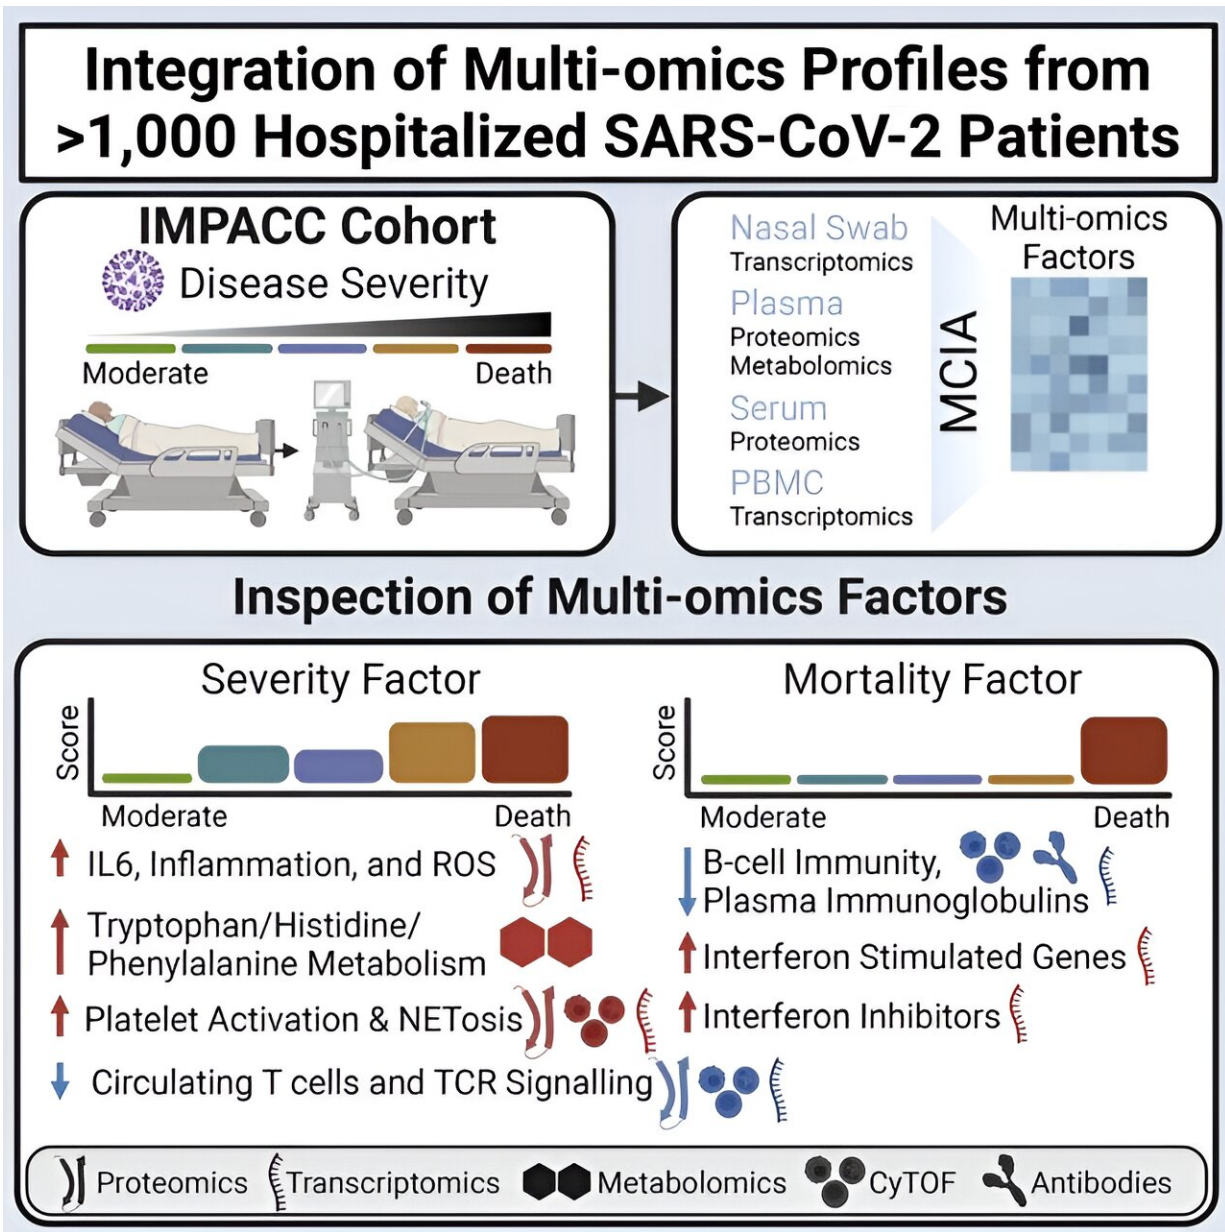 Integration of Multi-omics Profiles from
>1,000 Hospitalized SARS-CoV-2 Patients
IMPACC Cohort
Disease Severity
Moderate
Death
Nasal Swab
Transcriptomics
Plasma
Proteomics
Metabolomics
Serum
Proteomics
PBMC
Transcriptomics
MCIA
Multi-omics
Factors
Inspection of Multi-omics Factors
Severity Factor
Score
Moderate
Death
IL6, Inflammation, and ROS
Tryptophan/Histidine/
Phenylalanine Metabolism
Platelet Activation & NETosis
Circulating T cells and TCR Signalling
Mortality Factor
Score
Moderate
Death
B-cell Immunity,
Plasma Immunoglobulins
Interferon Stimulated Genes
Interferon Inhibitors
Proteomics
Transcriptomics
Metabolomics
CyTOF
Antibodies